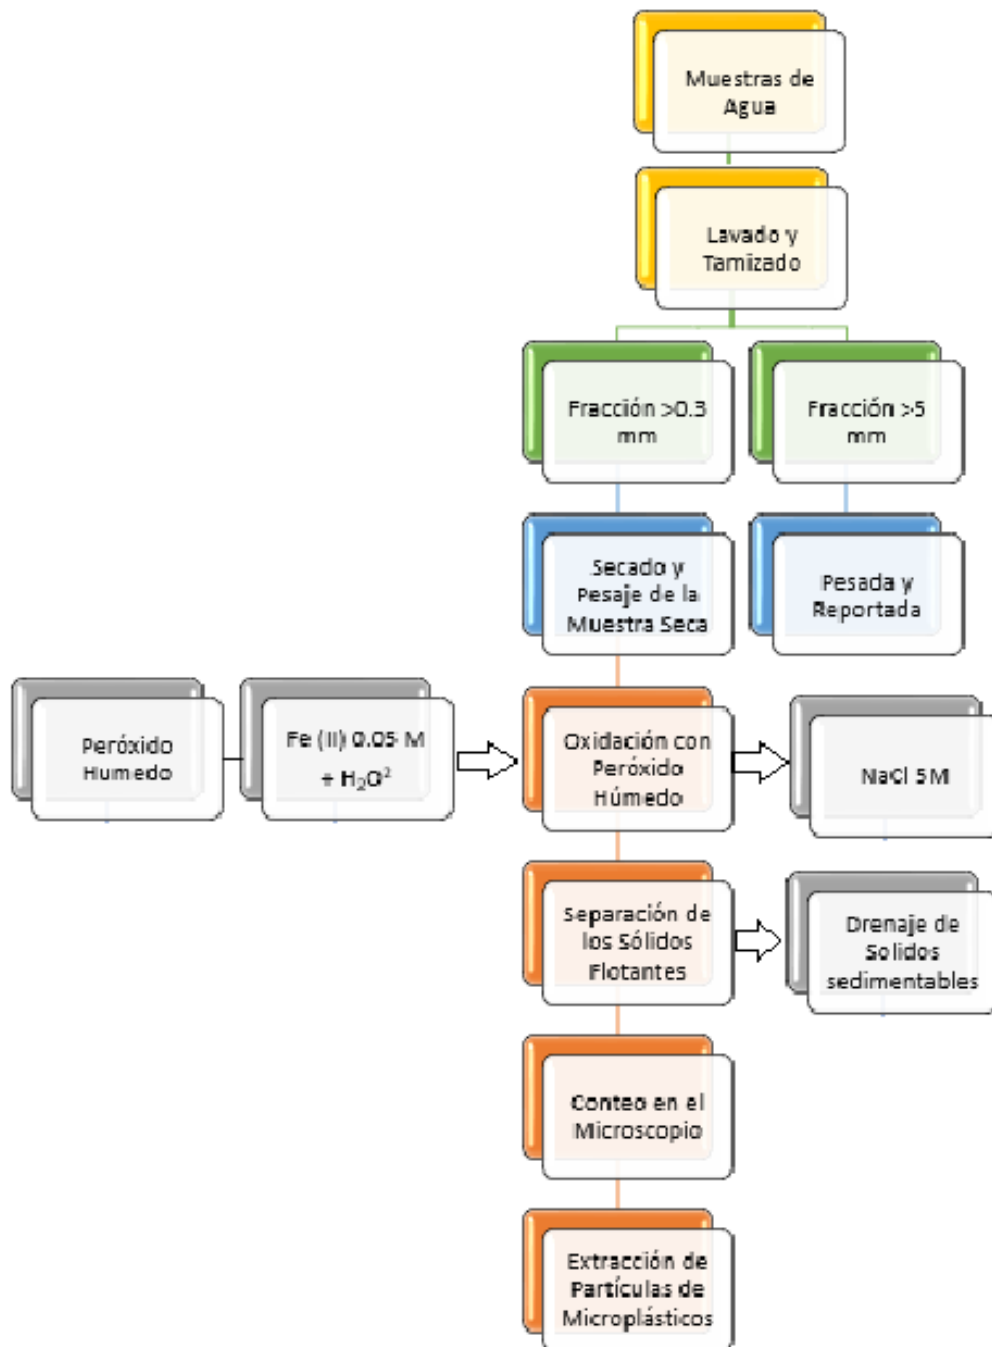 Muestras de
Agua
Lavado y
Tamizado
Fracción >0.3
mm
Fracción >5
mm
Secado y
Pesaje de la
Muestra Seca
Pesada y
Reportada
Peróxido
Humedo
Fe (II) 0.05 M
+ H₂O²
Oxidación con
Peróxido
Húmedo
NaCl 5M
Separación de
los Sólidos
Flotantes
Drenaje de
Solidos
sedimentables
Conteo en el
Microscopio
Extracción de
Partículas de
Microplásticos